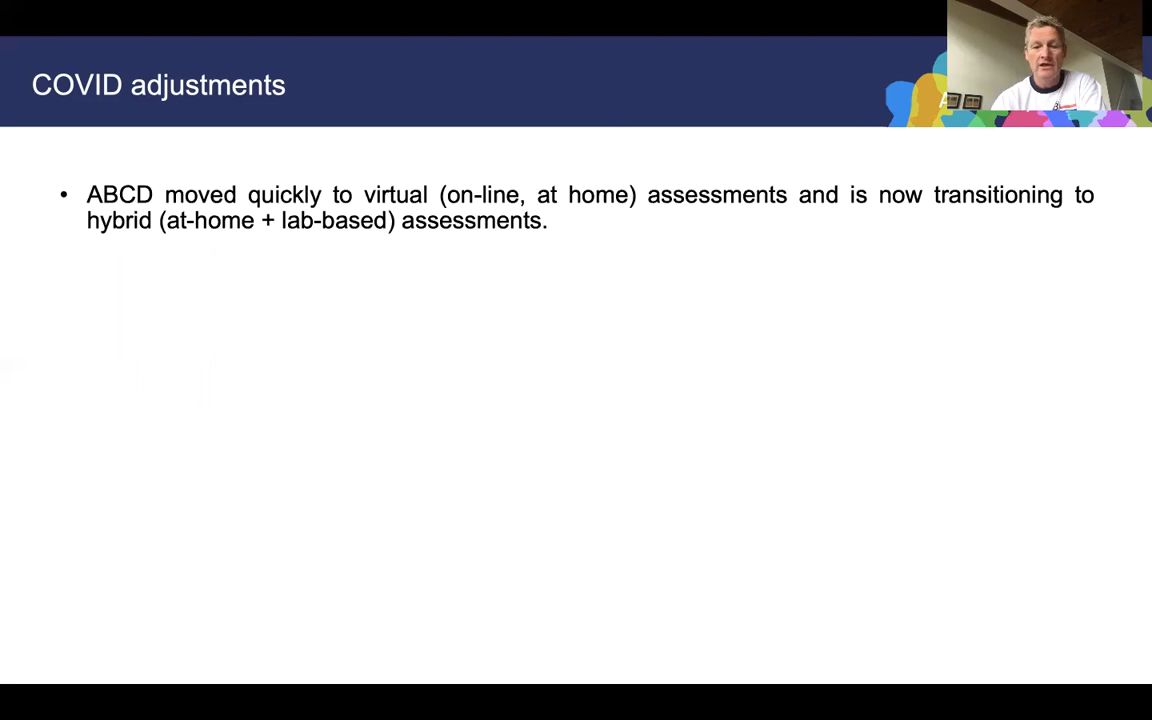 COVID adjustments
A
• ABCD moved quickly to virtual (on-line, at home) assessments and is now transitioning to
hybrid (at-home + lab-based) assessments.